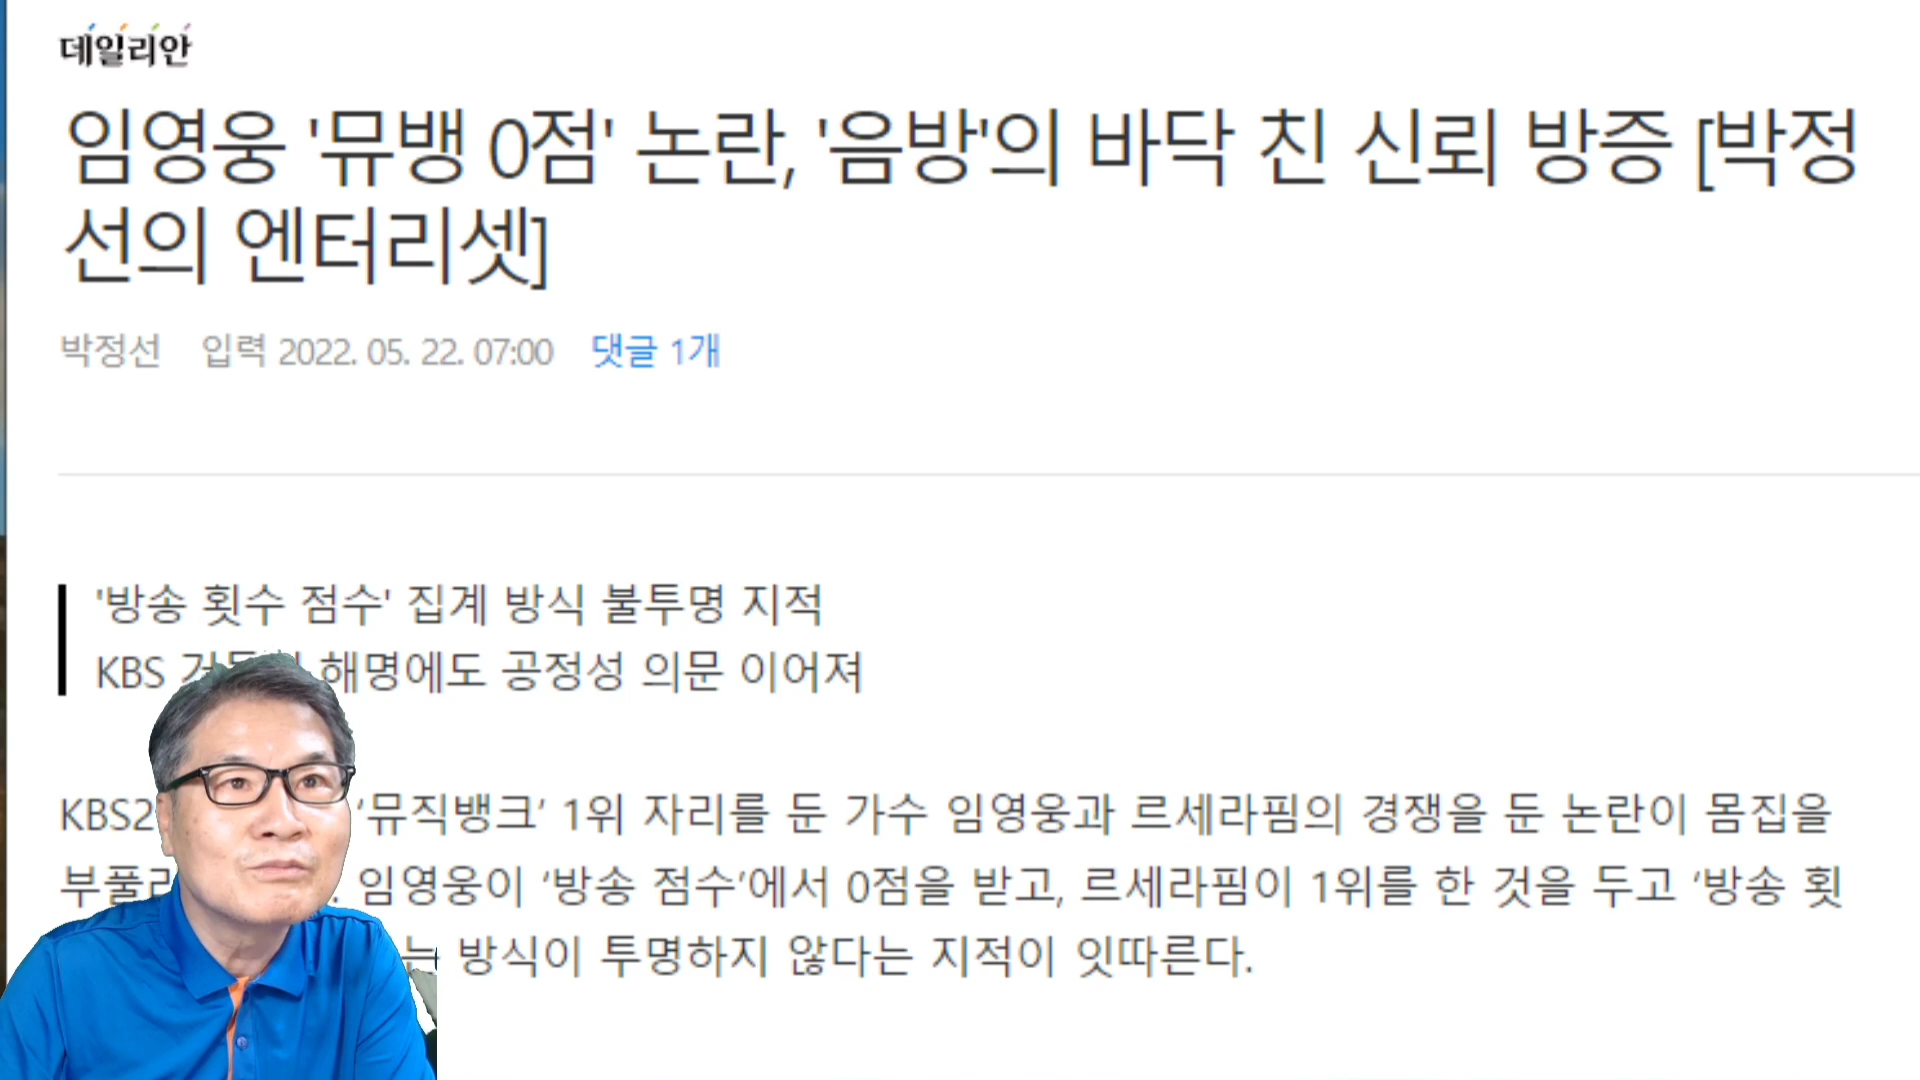 데일리안
임영웅 '뮤뱅 0점' 논란, '음방'의 바닥 친 신뢰 방증 [박정
선의 엔터리셋]
박정선 입력 2022. 05. 22. 07:00 댓글 1개
'방송 횟수 점수' 집계 방식 불투명 지적
KBS 해명에도 공정성 의문 이어져
KBS2 '뮤직뱅크' 1위 자리를 둔 가수 임영웅과 르세라핌의 경쟁을 둔 논란이 몸집을
임영웅이 '방송 점수'에서 0점을 받고, 르세라핌이 1위를 한 것을 두고 '방송 횟
방식이 투명하지 않다는 지적이 잇따른다.